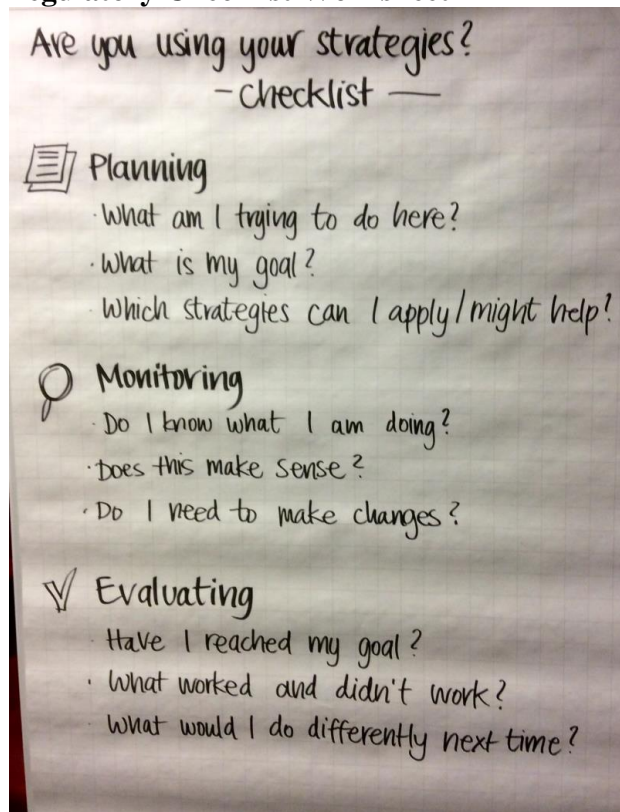 Are you using your strategies?
- Checklist —
Planning
· What am I trying to do here?
· What is my goal?
· Which strategies can I apply/might help?
Monitoring
· Do I know what I am doing?
· Does this make sense?
· Do I need to make changes?
Evaluating
· Have I reached my goal?
· What worked and didn't work?
· What would I do differently next time?